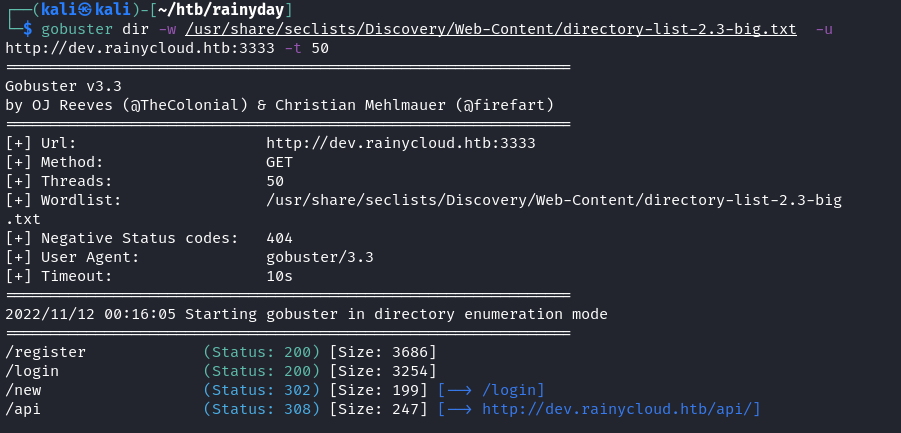 ┌──(kali㉿kali)-[~/htb/rainyday]
└─$ gobuster dir -w /usr/share/seclists/Discovery/Web-Content/directory-list-2.3-big.txt  -u
http://dev.rainycloud.htb:3333 -t 50
===============================================================
Gobuster v3.3
by OJ Reeves (@TheColonial) & Christian Mehlmauer (@firefart)
===============================================================
[+] Url:                     http://dev.rainycloud.htb:3333
[+] Method:                  GET
[+] Threads:                 50
[+] Wordlist:                /usr/share/seclists/Discovery/Web-Content/directory-list-2.3-big
.txt
[+] Negative Status codes:   404
[+] User Agent:              gobuster/3.3
[+] Timeout:                 10s
===============================================================
2022/11/12 00:16:05 Starting gobuster in directory enumeration mode
===============================================================
/register             (Status: 200) [Size: 3686]
/login                (Status: 200) [Size: 3254]
/new                  (Status: 302) [Size: 199] [--> /login]
/api                  (Status: 308) [Size: 247] [--> http://dev.rainycloud.htb/api/]